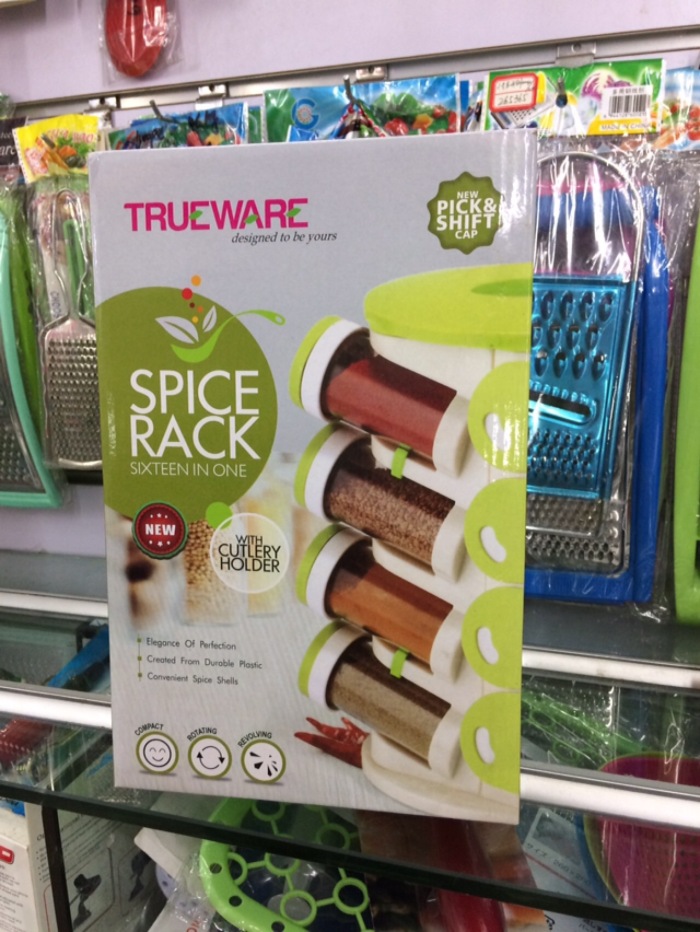 TRUEWARE
designed to be yours
NEW
PICK&
SHIFT
CAP
SPICE
RACK
SIXTEEN IN ONE
NEW
WITH
CUTLERY
HOLDER
Elegance Of Perfection
Created From Durable Plastic
Convenient Spice Shells
COMPACT
ROTATING
REVOLVING